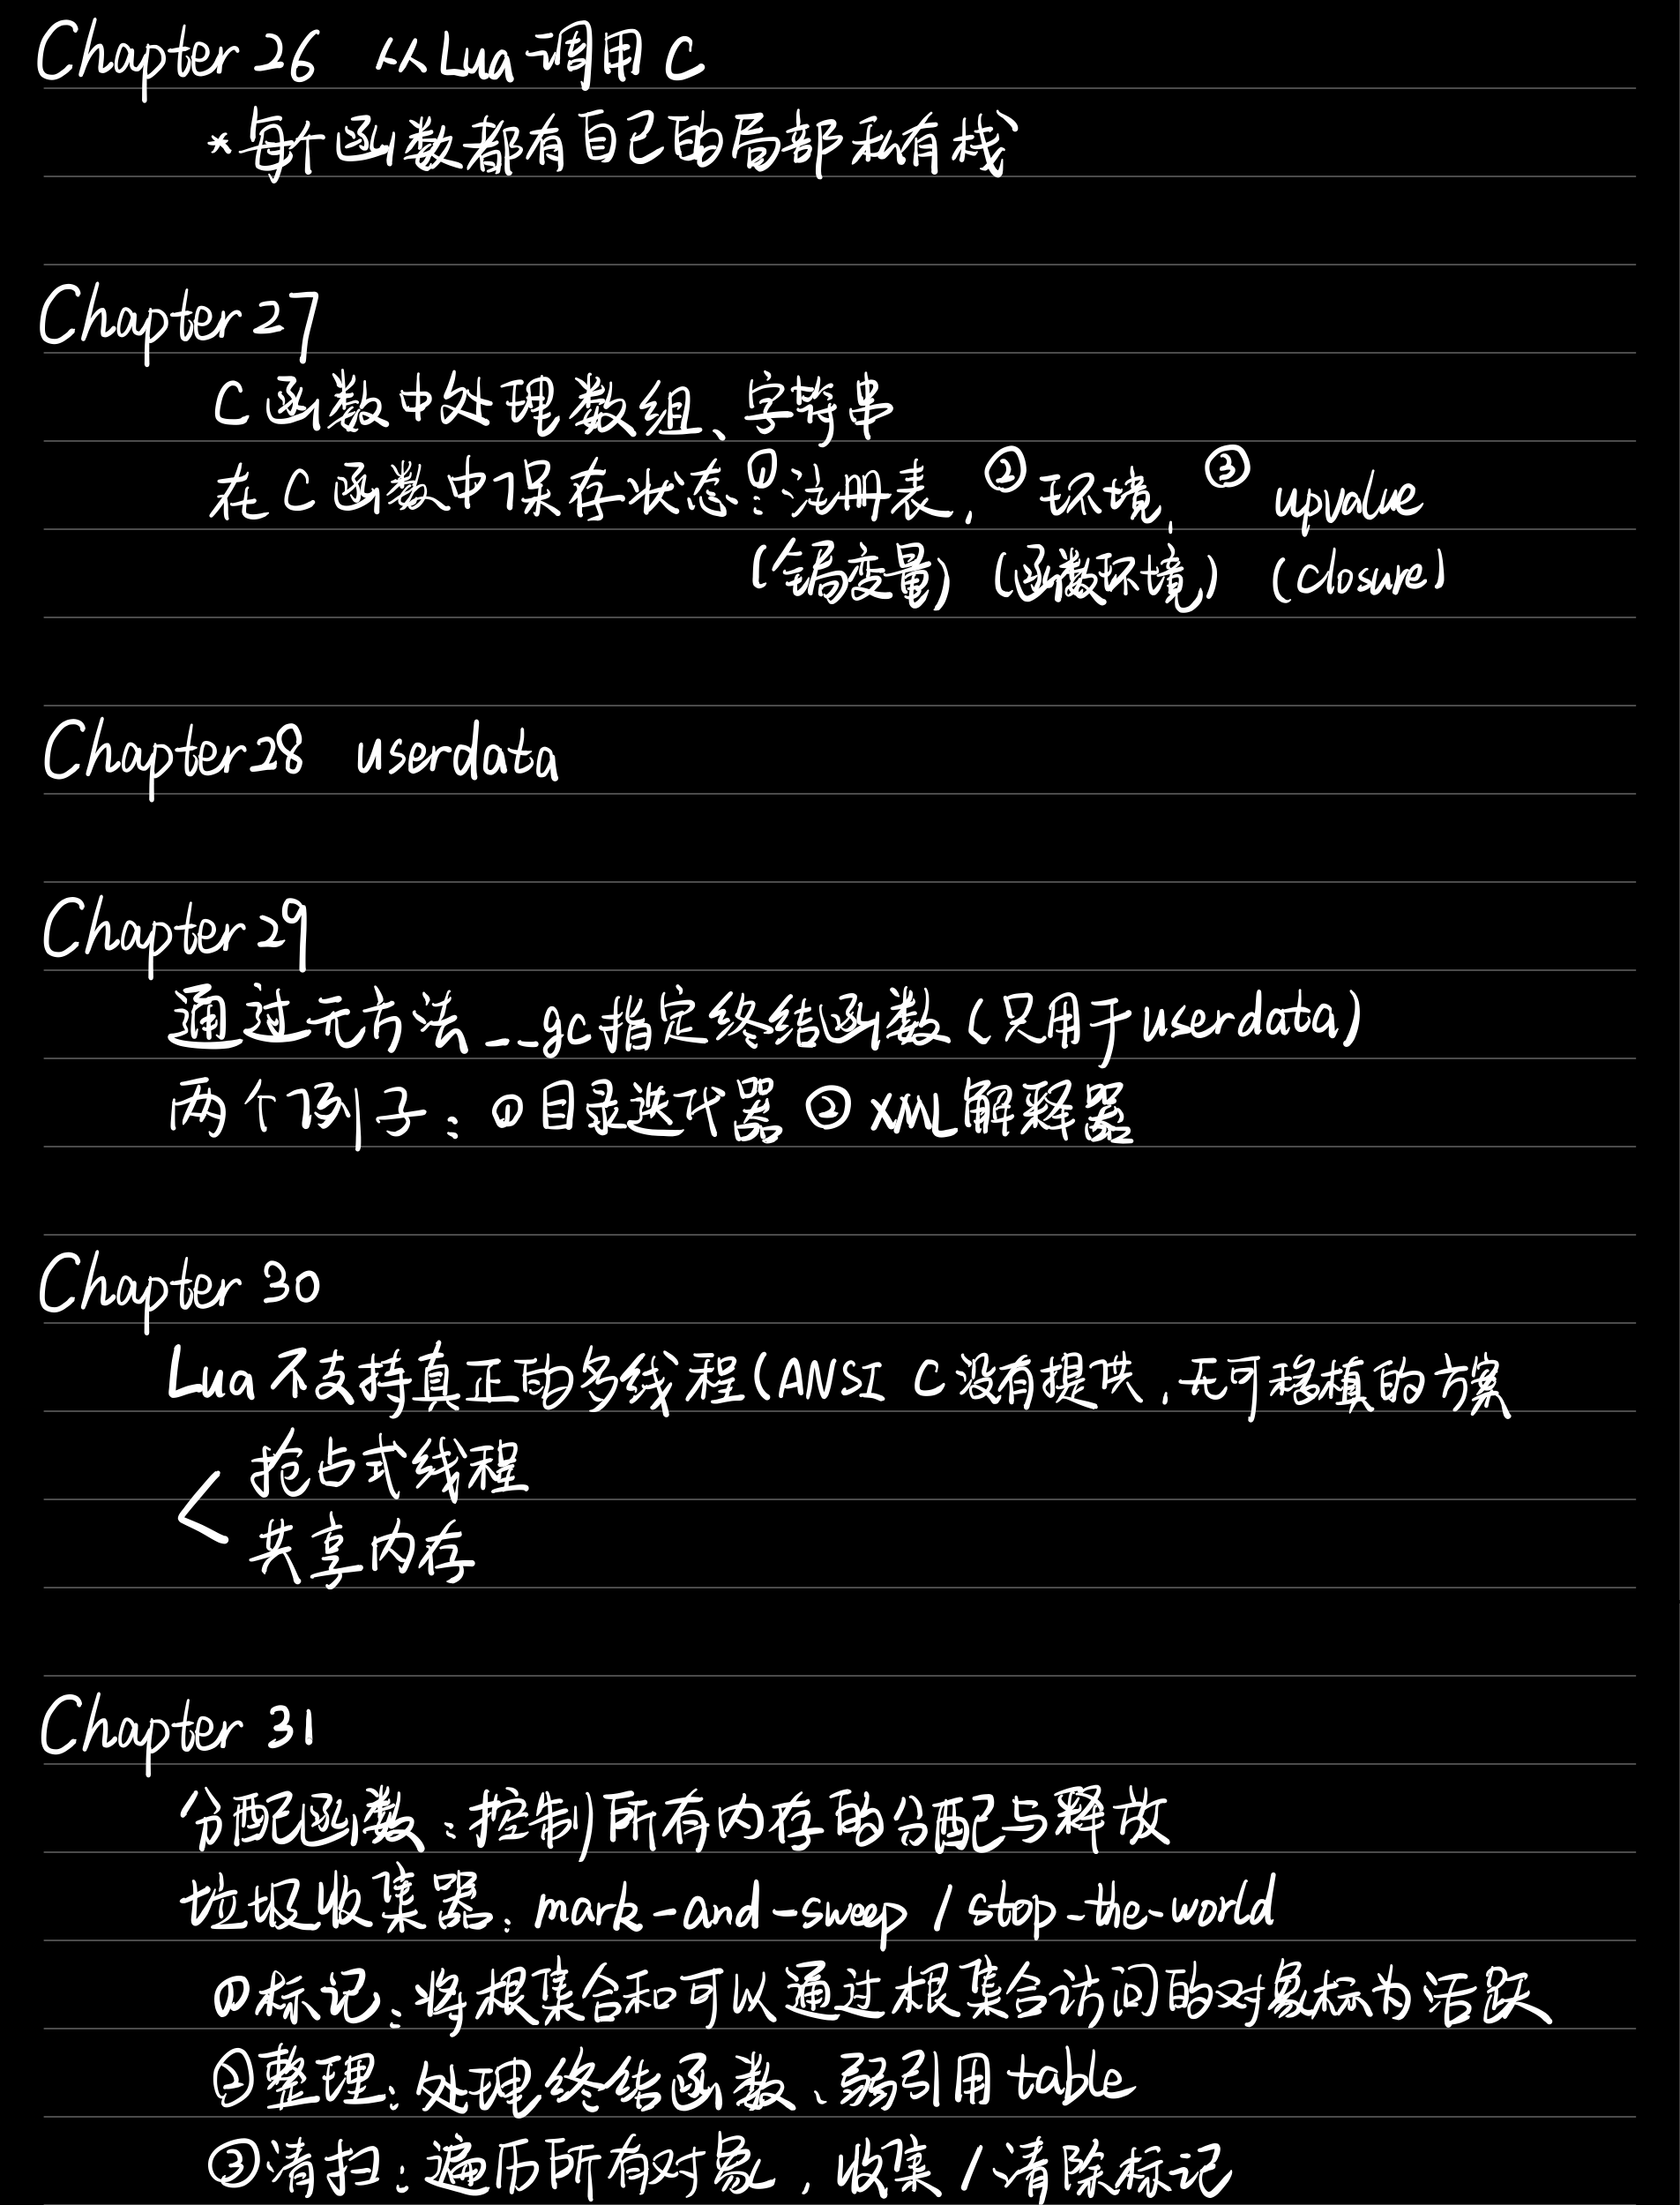 Chapter 26 从Lua调用C
*每个函数都有自己的局部私有栈
Chapter 27
C函数中处理数组、字符串
在C函数中保存状态：①注册表，②环境，③ upvalue
(全局变量) (函数环境) (closure)
Chapter 28 userdata
Chapter 29
通过元方法__gc指定终结函数(只用于userdata)
两个例子：①目录迭代器 ②XML解释器
Chapter 30
Lua不支持真正的多线程(ANSI C没有提供，无可移植的方案
抢占式线程
共享内存
Chapter 31
分配函数：控制所有内存的分配与释放
垃圾收集器：mark-and-sweep / stop-the-world
①标记：将根集合和可以通过根集合访问的对象标为活跃
②整理：处理终结函数、弱引用table
③清扫：遍历所有对象，收集/清除标记